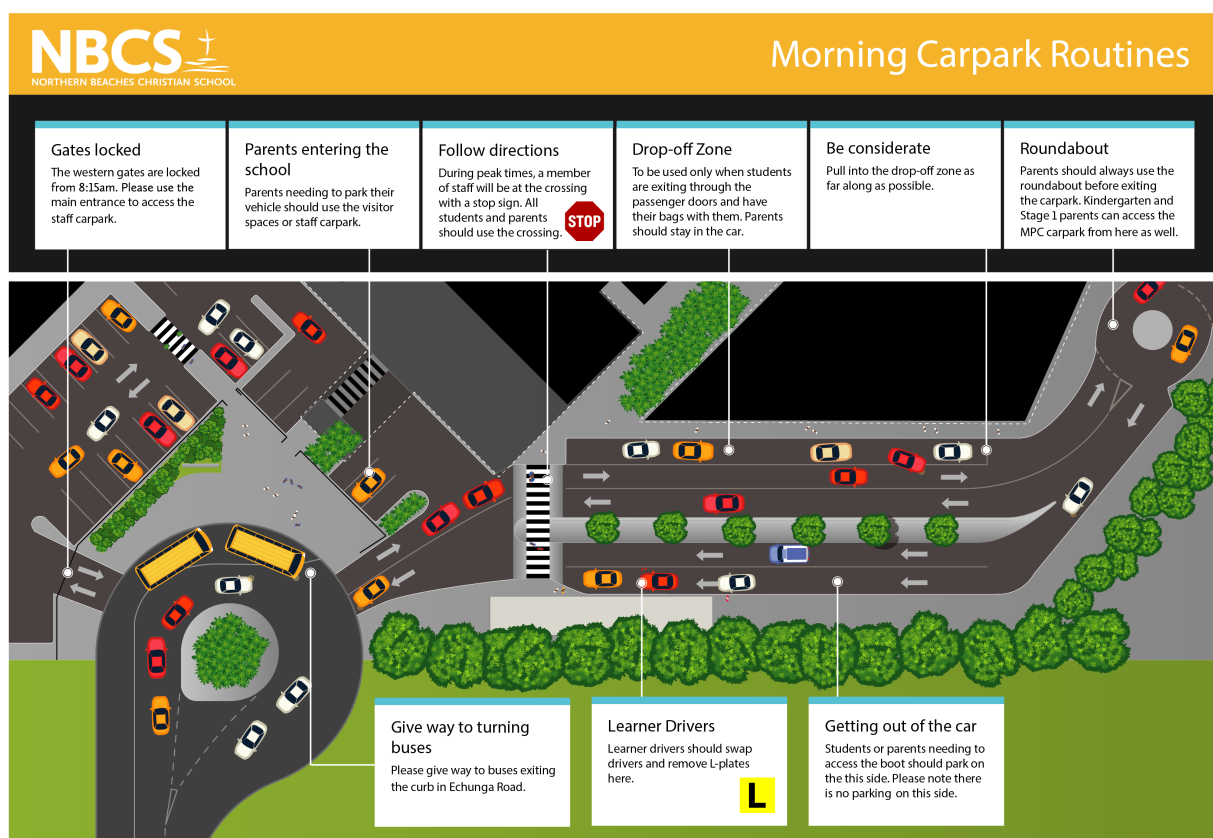 NBCS
NORTHERN BEACHES CHRISTIAN SCHOOL
Morning Carpark Routines
Gates locked
The western gates are locked
from 8:15am. Please use the
main entrance to access the
staff carpark.
Parents entering the
school
Parents needing to park their
vehicle should use the visitor
spaces or staff carpark.
Follow directions
During peak times, a member
of staff will be at the crossing
with a stop sign. All
students and parents
should use the crossing.
STOP
Drop-off Zone
To be used only when students
are exiting through the
passenger doors and have
their bags with them. Parents
should stay in the car.
Be considerate
Pull into the drop-off zone as
far along as possible.
Roundabout
Parents should always use the
roundabout before exiting
the carpark. Kindergarten and
Stage 1 parents can access the
MPC carpark from here as well.
Give way to turning
buses
Please give way to buses exiting
the curb in Echunga Road.
Learner Drivers
Learner drivers should swap
drivers and remove L-plates
here.
L
Getting out of the car
Students or parents needing to
access the boot should park on
the this side. Please note there
is no parking on this side.